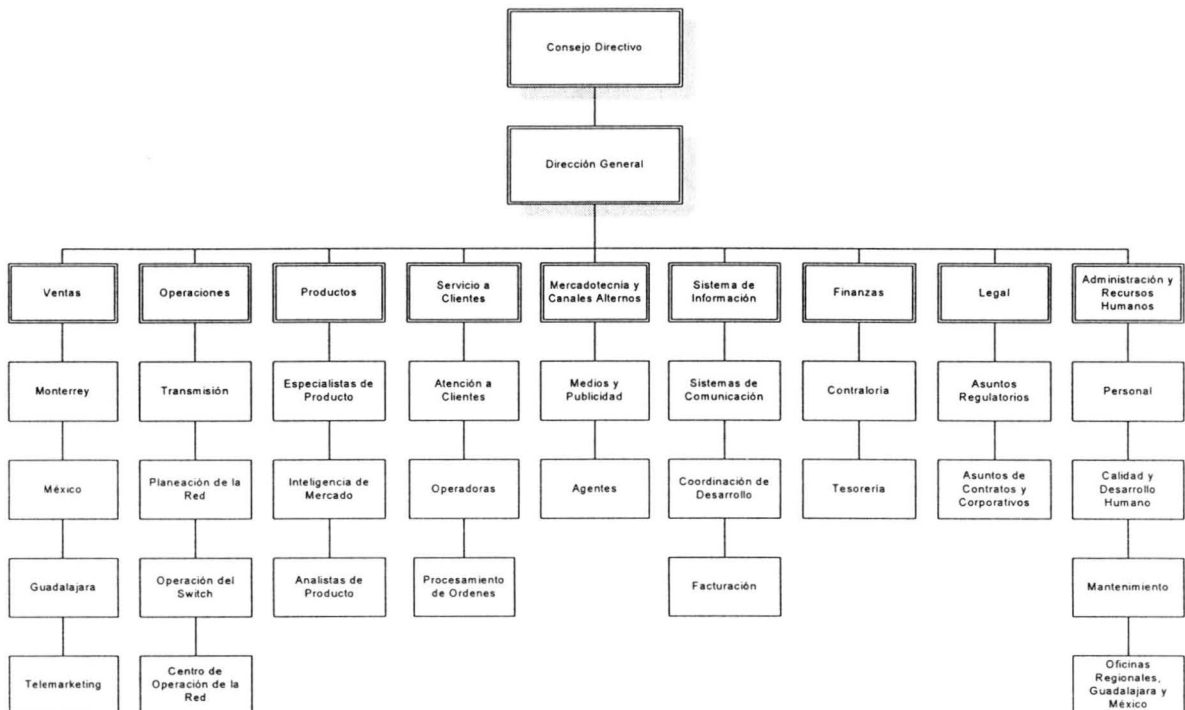 Consejo Directivo
Dirección General
Ventas
Operaciones
Productos
Servicio a
Clientes
Mercadotecnia y
Canales Alternos
Sistema de
Información
Finanzas
Legal
Administración y
Recursos
Humanos
Monterrey
Transmisión
Especialistas de
Producto
Atención a
Clientes
Medios y
Publicidad
Sistemas de
Comunicación
Contraloría
Asuntos
Regulatorios
Personal
México
Planeación de la
Red
Inteligencia de
Mercado
Operadoras
Agentes
Coordinación de
Desarrollo
Tesorería
Asuntos de
Contratos y
Corporativos
Calidad y
Desarrollo
Humano
Guadalajara
Operación del
Switch
Analistas de
Producto
Procesamiento
de Ordenes
Facturación
Mantenimiento
Telemarketing
Centro de
Operación de la
Red
Oficinas
Regionales,
Guadalajara y
México